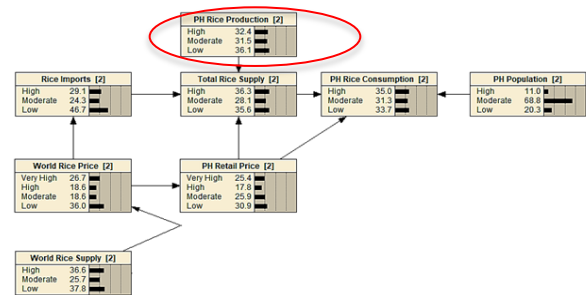 PH Rice Production [2]
High 32.4
Moderate 31.5
Low 36.1
Rice Imports [2]
High 29.1
Moderate 24.3
Low 46.7
Total Rice Supply [2]
High 36.3
Moderate 28.1
Low 35.6
PH Rice Consumption [2]
High 35.0
Moderate 31.3
Low 33.7
PH Population [2]
High 11.0
Moderate 68.8
Low 20.3
World Rice Price [2]
Very High 26.7
High 18.6
Moderate 18.6
Low 36.0
PH Retail Price [2]
Very High 25.4
High 17.8
Moderate 25.9
Low 30.9
World Rice Supply [2]
High 36.6
Moderate 25.7
Low 37.8